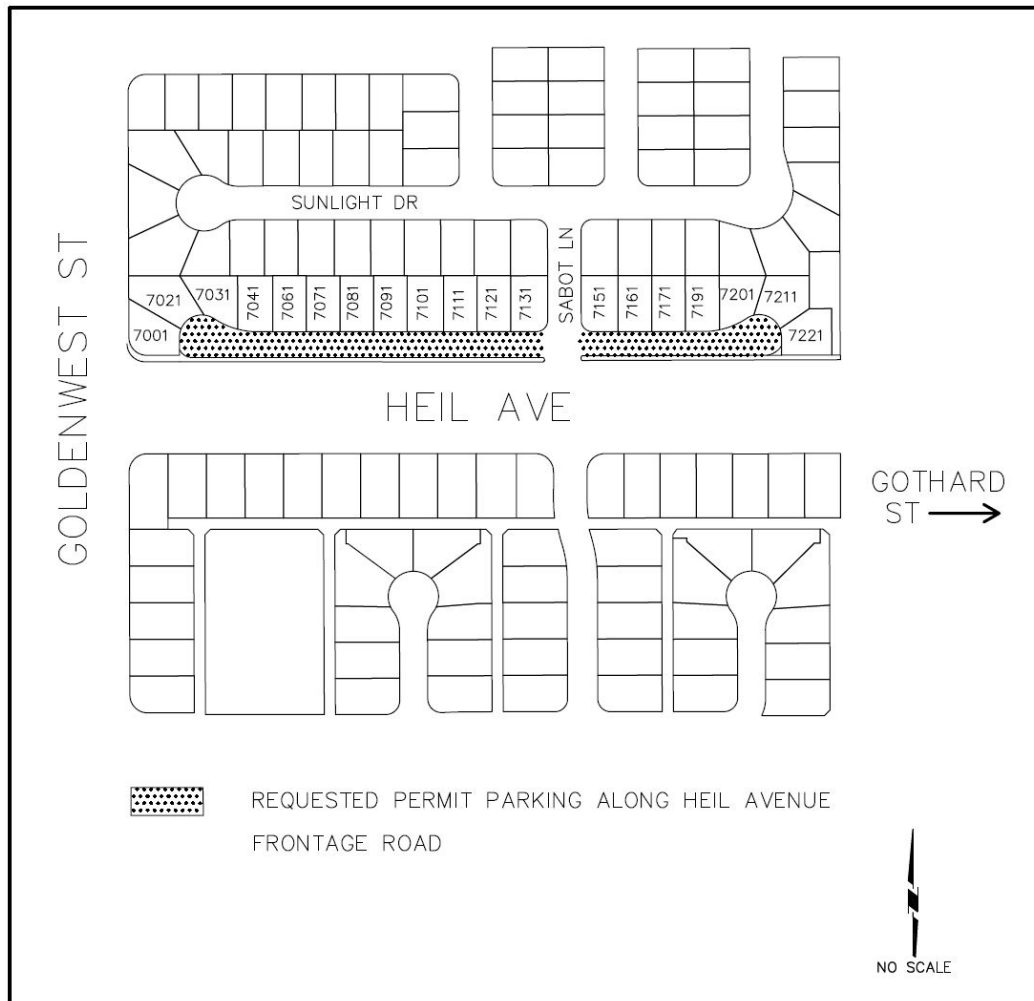 SUNLIGHT DR
SABOT LN
GOLDENWEST ST
7001
7021
7031
7041
7061
7071
7081
7091
7101
7111
7121
7131
7151
7161
7171
7191
7201
7211
7221
HEIL AVE
GOTHARD
ST
REQUESTED PERMIT PARKING ALONG HEIL AVENUE
FRONTAGE ROAD
N
NO SCALE